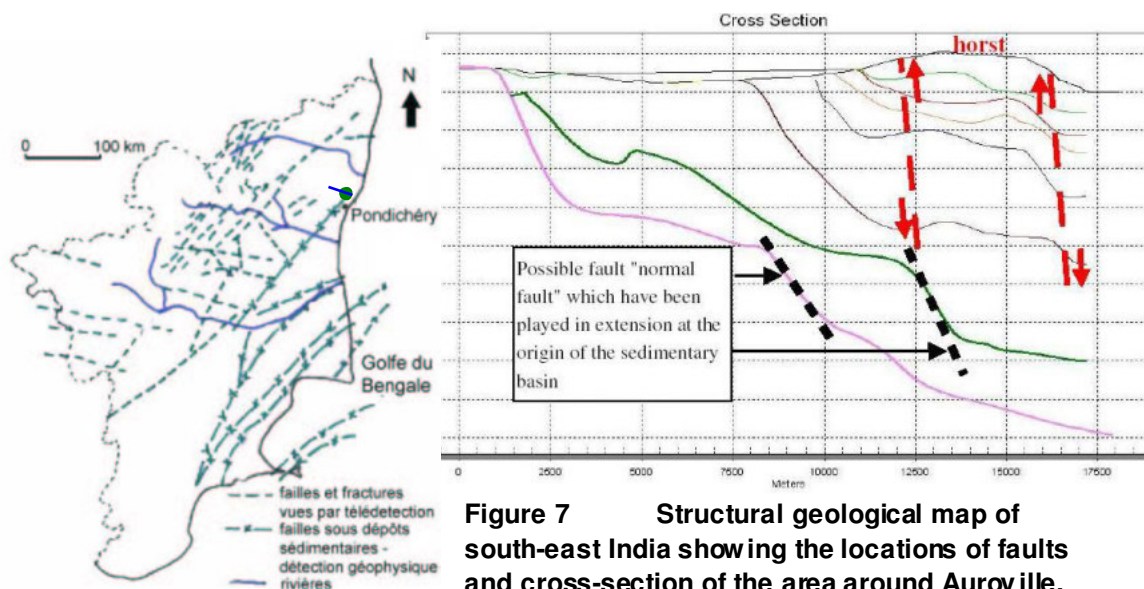 N
0 100 km
Pondichéry
Golfe du
Bengale
failles et fractures
vues par télédetection
failles sous dépôts
sédimentaires -
détection géophysique
rivières
Cross Section
horst
Possible fault "normal
fault" which have been
played in extension at the
origin of the sedimentary
basin
0 2500 5000 7500 10000 12500 15000 17500
Meters
Figure 7 Structural geological map of
south-east India showing the locations of faults
and cross-section of the area around Auroville.